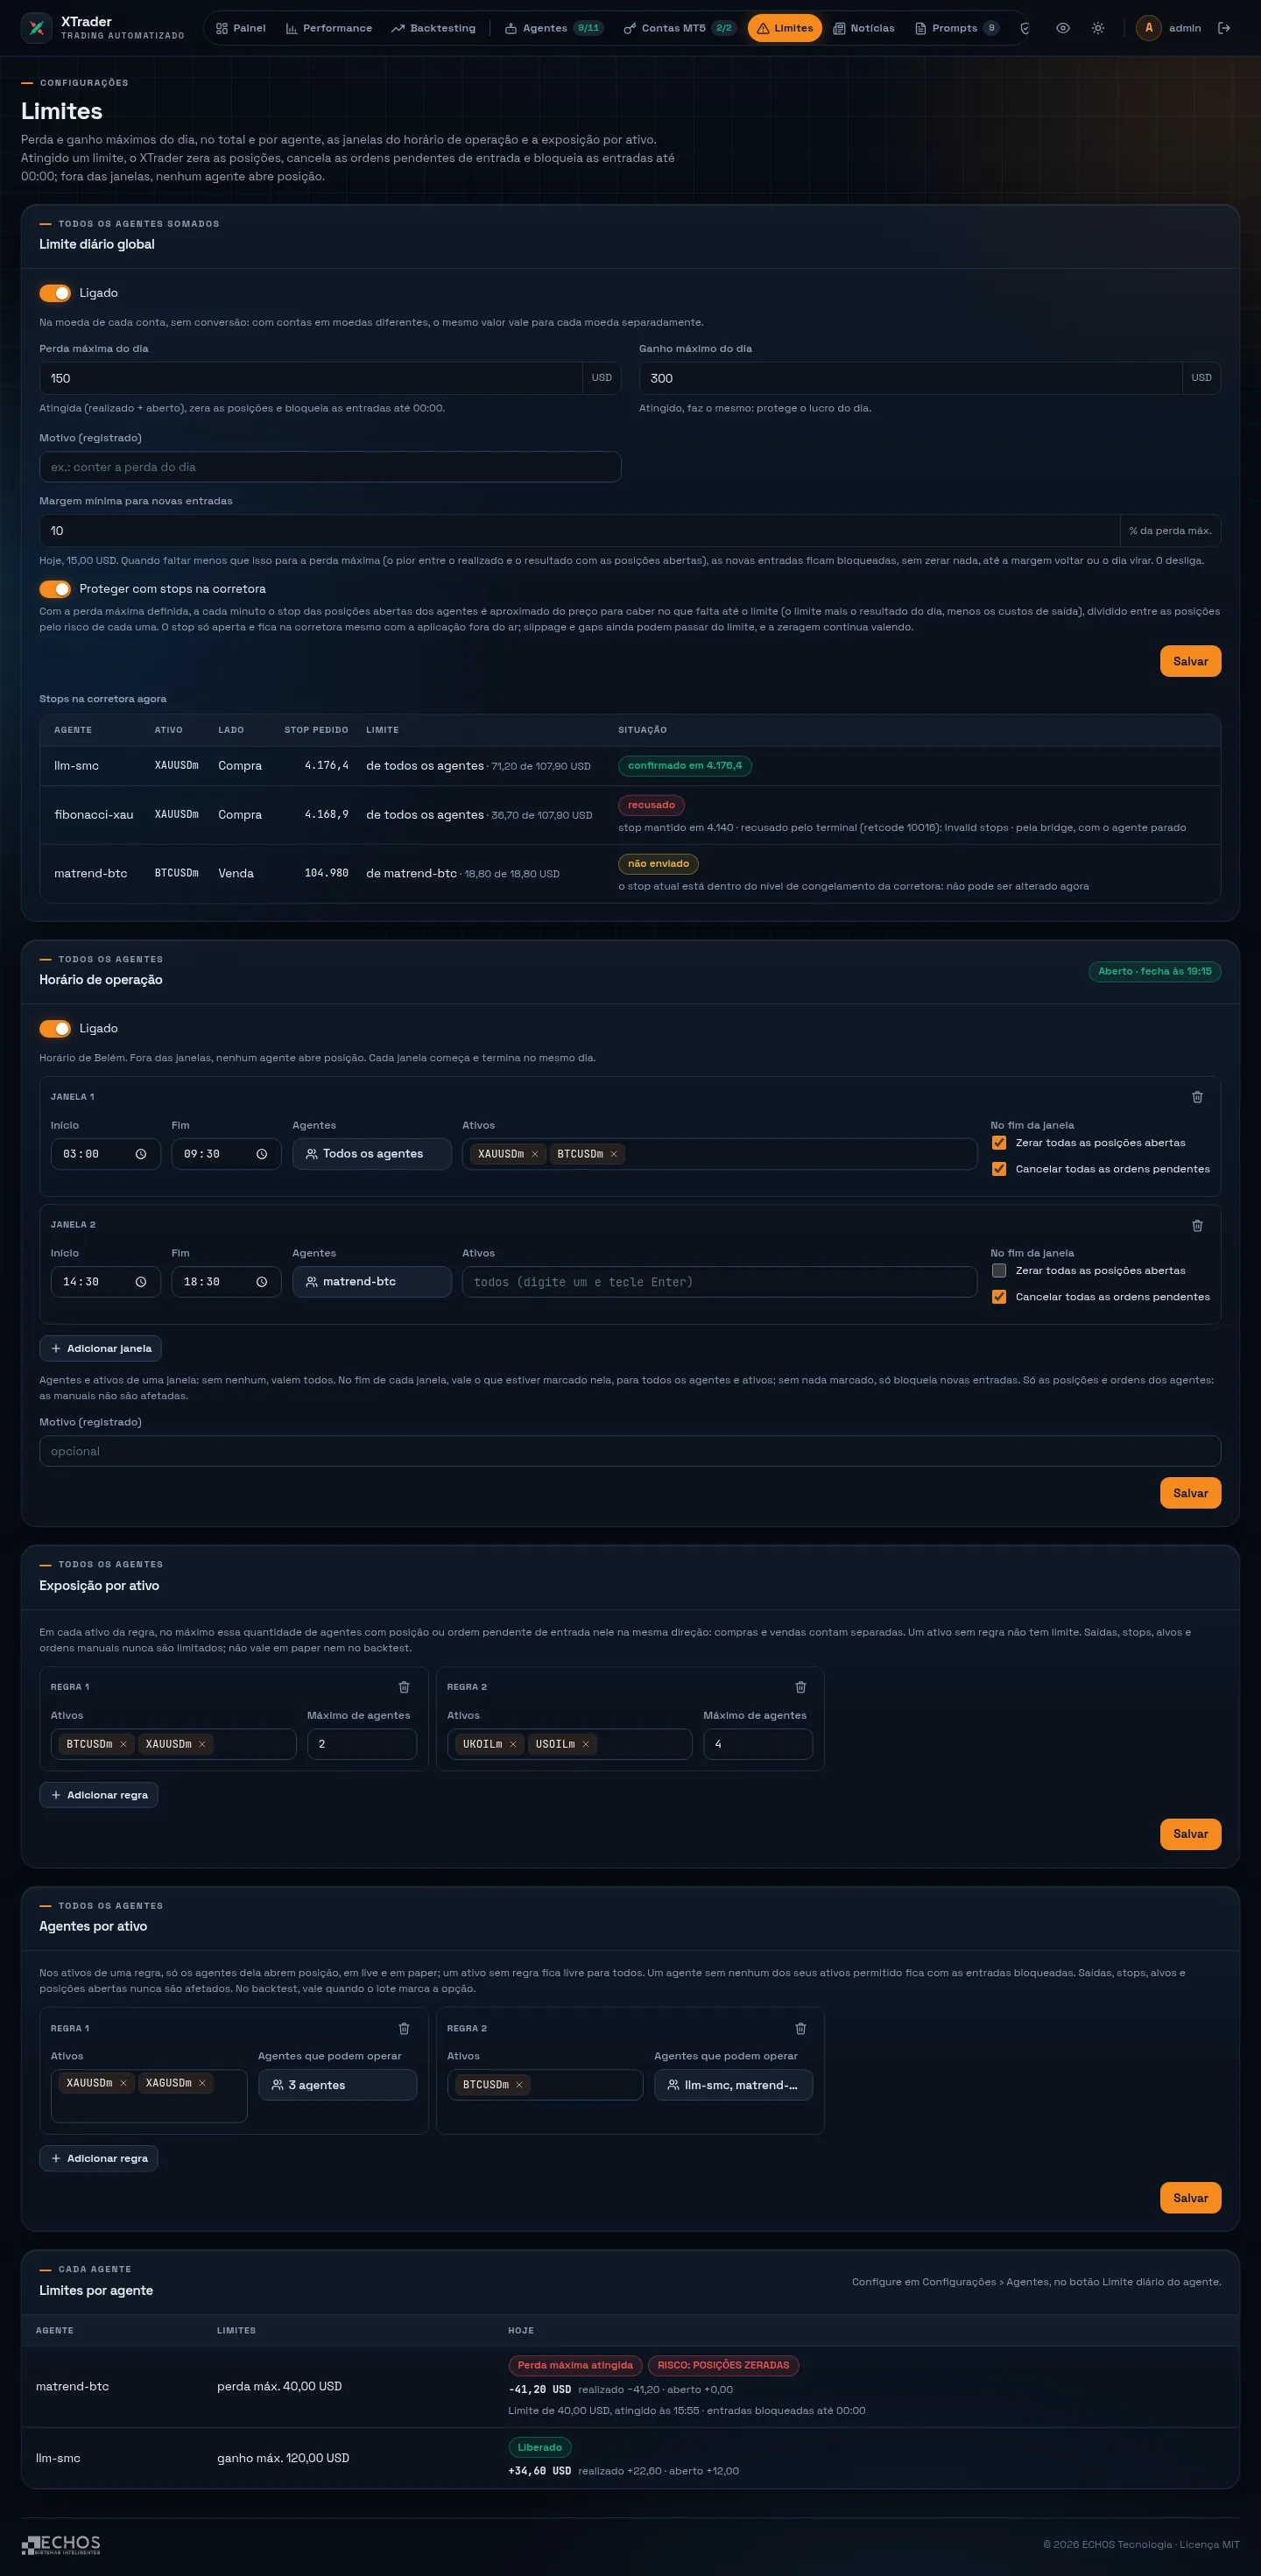 XTrader
TRADING AUTOMATIZADO
Painel
Performance
Backtesting
Agentes 9/11
Contas MT5 2/2
Limites
Notícias
Prompts 9
A admin
CONFIGURAÇÕES
Limites
Perda e ganho máximos do dia, no total e por agente, as janelas do horário de operação e a exposição por ativo.
Atingido um limite, o XTrader zera as posições, cancela as ordens pendentes de entrada e bloqueia as entradas até
00:00; fora das janelas, nenhum agente abre posição.
TODOS OS AGENTES SOMADOS
Limite diário global
Ligado
Na moeda de cada conta, sem conversão: com contas em moedas diferentes, o mesmo valor vale para cada moeda separadamente.
Perda máxima do dia
Ganho máximo do dia
150 USD
300 USD
Atingida (realizado + aberto), zera as posições e bloqueia as entradas até 00:00.
Atingido, faz o mesmo: protege o lucro do dia.
Motivo (registrado)
ex.: conter a perda do dia
Margem mínima para novas entradas
10 % da perda máx.
Hoje, 15,00 USD. Quando faltar menos que isso para a perda máxima (o pior entre o realizado e o resultado com as posições abertas), as novas entradas ficam bloqueadas, sem zerar nada, até a margem voltar ou o dia virar. 0 desliga.
Proteger com stops na corretora
Com a perda máxima definida, a cada minuto o stop das posições abertas dos agentes é aproximado do preço para caber no que falta até o limite (o limite mais o resultado do dia, menos os custos de saída), dividido entre as posições
pelo risco de cada uma. O stop só aperta e fica na corretora mesmo com a aplicação fora do ar; slippage e gaps ainda podem passar do limite, e a zeragem continua valendo.
Salvar
Stops na corretora agora
AGENTE ATIVO LADO STOP PEDIDO LIMITE SITUAÇÃO
llm-smc XAUUSDm Compra 4.176,4 de todos os agentes · 71,20 de 107,90 USD confirmado em 4.176,4
fibonacci-xau XAUUSDm Compra 4.168,9 de todos os agentes · 36,70 de 107,90 USD recusado
stop mantido em 4.140 · recusado pelo terminal (retcode 10016): Invalid stops · pela bridge, com o agente parado
matrend-btc BTCUSDm Venda 104.980 de matrend-btc · 18,80 de 18,80 USD não enviado
o stop atual está dentro do nível de congelamento da corretora: não pode ser alterado agora
TODOS OS AGENTES
Horário de operação
Aberto · fecha às 19:15
Ligado
Horário de Belém. Fora das janelas, nenhum agente abre posição. Cada janela começa e termina no mesmo dia.
JANELA 1
Início Fim Agentes Ativos No fim da janela
03:00 09:30 Todos os agentes XAUUSDm × BTCUSDm × Zerar todas as posições abertas
Cancelar todas as ordens pendentes
JANELA 2
Início Fim Agentes Ativos No fim da janela
14:30 18:30 matrend-btc todos (digite um e tecle Enter) Zerar todas as posições abertas
Cancelar todas as ordens pendentes
+ Adicionar janela
Agentes e ativos de uma janela: sem nenhum, valem todos. No fim de cada janela, vale o que estiver marcado nela, para todos os agentes e ativos; sem nada marcado, só bloqueia novas entradas. Só as posições e ordens dos agentes:
as manuais não são afetadas.
Motivo (registrado)
opcional
Salvar
TODOS OS AGENTES
Exposição por ativo
Em cada ativo da regra, no máximo essa quantidade de agentes com posição ou ordem pendente de entrada nele na mesma direção: compras e vendas contam separadas. Um ativo sem regra não tem limite. Saídas, stops, alvos e
ordens manuais nunca são limitados; não vale em paper nem no backtest.
REGRA 1
Ativos Máximo de agentes
BTCUSDm × XAUUSDm × 2
REGRA 2
Ativos Máximo de agentes
UKOILm × USOILm × 4
+ Adicionar regra
Salvar
TODOS OS AGENTES
Agentes por ativo
Nos ativos de uma regra, só os agentes dela abrem posição, em live e em paper; um ativo sem regra fica livre para todos. Um agente sem nenhum dos seus ativos permitido fica com as entradas bloqueadas. Saídas, stops, alvos e
posições abertas nunca são afetados. No backtest, vale quando o lote marca a opção.
REGRA 1
Ativos Agentes que podem operar
XAUUSDm × XAGUSDm × 3 agentes
REGRA 2
Ativos Agentes que podem operar
BTCUSDm × llm-smc, matrend-...
+ Adicionar regra
Salvar
CADA AGENTE
Limites por agente
Configure em Configurações > Agentes, no botão Limite diário do agente.
AGENTE LIMITES HOJE
matrend-btc perda máx. 40,00 USD Perda máxima atingida RISCO: POSIÇÕES ZERADAS
-41,20 USD realizado −41,20 · aberto +0,00
Limite de 40,00 USD, atingido às 15:55 · entradas bloqueadas até 00:00
llm-smc ganho máx. 120,00 USD Liberado
+34,60 USD realizado +22,60 · aberto +12,00
ECHOS
SISTEMAS INTELIGENTES
© 2026 ECHOS Tecnologia · Licença MIT